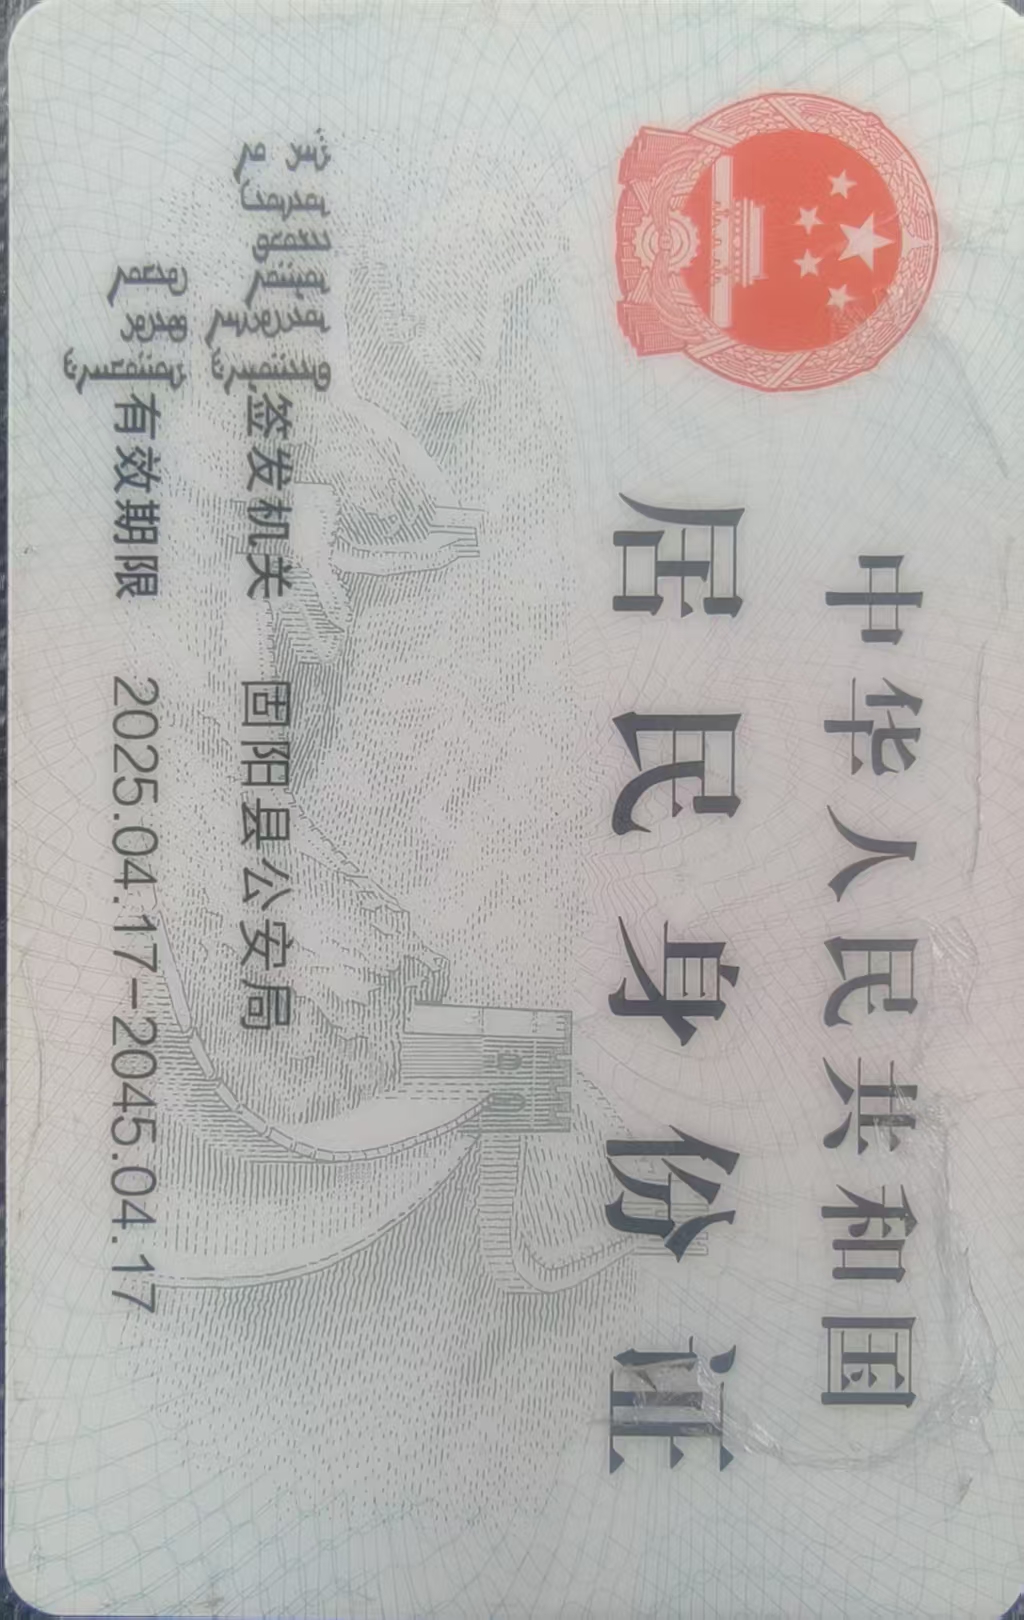 中华人民共和国
居民身份证
签发机关 固阳县公安局
有效期限 2025.04.17-2045.04.17